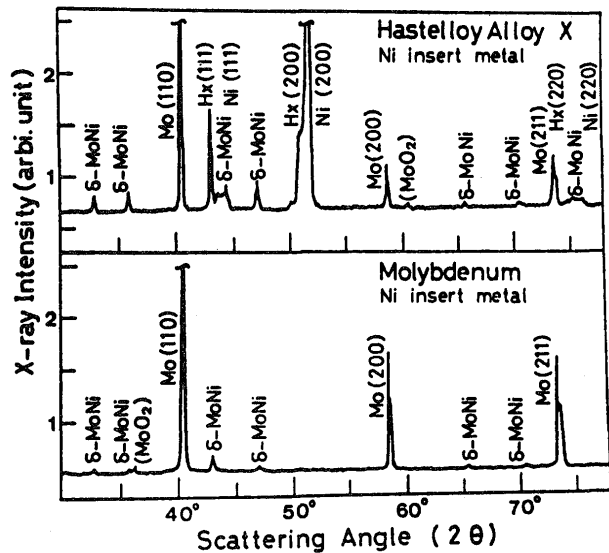 X-ray Intensity (arbi. unit)
Hastelloy Alloy X
Ni insert metal
2
1
δ-MoNi
δ-MoNi
Mo(110)
Hx(111)
δ-MoNi
Ni(111)
δ-MoNi
Hx(200)
Ni(200)
Mo(200)
(MoO₂)
δ-MoNi
δ-MoNi
Mo(211)
Hx(220)
δ-MoNi
Ni(220)
Molybdenum
Ni insert metal
2
1
δ-MoNi
δ-MoNi
(MoO₂)
Mo(110)
δ-MoNi
δ-MoNi
Mo(200)
δ-MoNi
δ-MoNi
Mo(211)
40° 50° 60° 70°
Scattering Angle (2θ)